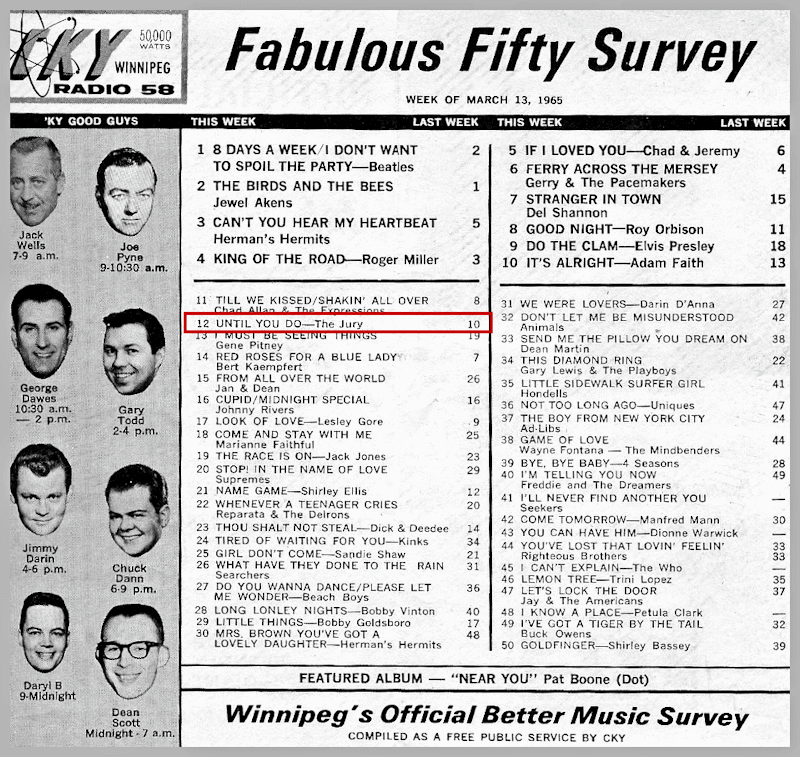 CKY
50,000
WATTS
WINNIPEG
RADIO 58
Fabulous Fifty Survey
WEEK OF MARCH 13, 1965
'KY GOOD GUYS
THIS WEEK LAST WEEK THIS WEEK LAST WEEK
Jack
Wells
7-9 a.m.
Joe
Pyne
9-10:30 a.m.
George
Dawes
10:30 a.m.
— 2 p.m.
Gary
Todd
2-4 p.m.
Jimmy
Darin
4-6 p.m.
Chuck
Dann
6-9 p.m.
Daryl B
9-Midnight
Dean
Scott
Midnight - 7 a.m.
1 8 DAYS A WEEK/I DON'T WANT 2
TO SPOIL THE PARTY—Beatles
2 THE BIRDS AND THE BEES 1
Jewel Akens
3 CAN'T YOU HEAR MY HEARTBEAT 5
Herman's Hermits
4 KING OF THE ROAD—Roger Miller 3
5 IF I LOVED YOU—Chad & Jeremy 6
6 FERRY ACROSS THE MERSEY 4
Gerry & The Pacemakers
7 STRANGER IN TOWN 15
Del Shannon
8 GOOD NIGHT—Roy Orbison 11
9 DO THE CLAM—Elvis Presley 18
10 IT'S ALRIGHT—Adam Faith 13
11 TILL WE KISSED/SHAKIN' ALL OVER 8
Chad Allan & The Expressions
12 UNTIL YOU DO—The Jury 10
13 I MUST BE SEEING THINGS 19
Gene Pitney
14 RED ROSES FOR A BLUE LADY 7
Bert Kaempfert
15 FROM ALL OVER THE WORLD 26
Jan & Dean
16 CUPID/MIDNIGHT SPECIAL 16
Johnny Rivers
17 LOOK OF LOVE—Lesley Gore 9
18 COME AND STAY WITH ME 25
Marianne Faithful
19 THE RACE IS ON—Jack Jones 23
20 STOP! IN THE NAME OF LOVE 29
Supremes
21 NAME GAME—Shirley Ellis 12
22 WHENEVER A TEENAGER CRIES 20
Reparata & The Delrons
23 THOU SHALT NOT STEAL—Dick & Deedee 14
24 TIRED OF WAITING FOR YOU—Kinks 34
25 GIRL DON'T COME—Sandie Shaw 21
26 WHAT HAVE THEY DONE TO THE RAIN 31
Searchers
27 DO YOU WANNA DANCE/PLEASE LET 36
ME WONDER—Beach Boys
28 LONG LONLEY NIGHTS—Bobby Vinton 40
29 LITTLE THINGS—Bobby Goldsboro 17
30 MRS. BROWN YOU'VE GOT A 48
LOVELY DAUGHTER—Herman's Hermits
31 WE WERE LOVERS—Darin D'Anna 27
32 DON'T LET ME BE MISUNDERSTOOD 42
Animals
33 SEND ME THE PILLOW YOU DREAM ON 38
Dean Martin
34 THIS DIAMOND RING 22
Gary Lewis & The Playboys
35 LITTLE SIDEWALK SURFER GIRL 41
Hondells
36 NOT TOO LONG AGO—Uniques 47
37 THE BOY FROM NEW YORK CITY 24
Ad-Libs
38 GAME OF LOVE 44
Wayne Fontana — The Mindbenders
39 BYE, BYE BABY—4 Seasons 28
40 I'M TELLING YOU NOW 49
Freddie and The Dreamers
41 I'LL NEVER FIND ANOTHER YOU —
Seekers
42 COME TOMORROW—Manfred Mann 30
43 YOU CAN HAVE HIM—Dionne Warwick —
44 YOU'VE LOST THAT LOVIN' FEELIN' 33
Righteous Brothers 33
45 I CAN'T EXPLAIN—The Who —
46 LEMON TREE—Trini Lopez 35
47 LET'S LOCK THE DOOR 37
Jay & The Americans
48 I KNOW A PLACE—Petula Clark —
49 I'VE GOT A TIGER BY THE TAIL 32
Buck Owens
50 GOLDFINGER—Shirley Bassey 39
FEATURED ALBUM — "NEAR YOU" Pat Boone (Dot)
Winnipeg's Official Better Music Survey
COMPILED AS A FREE PUBLIC SERVICE BY CKY